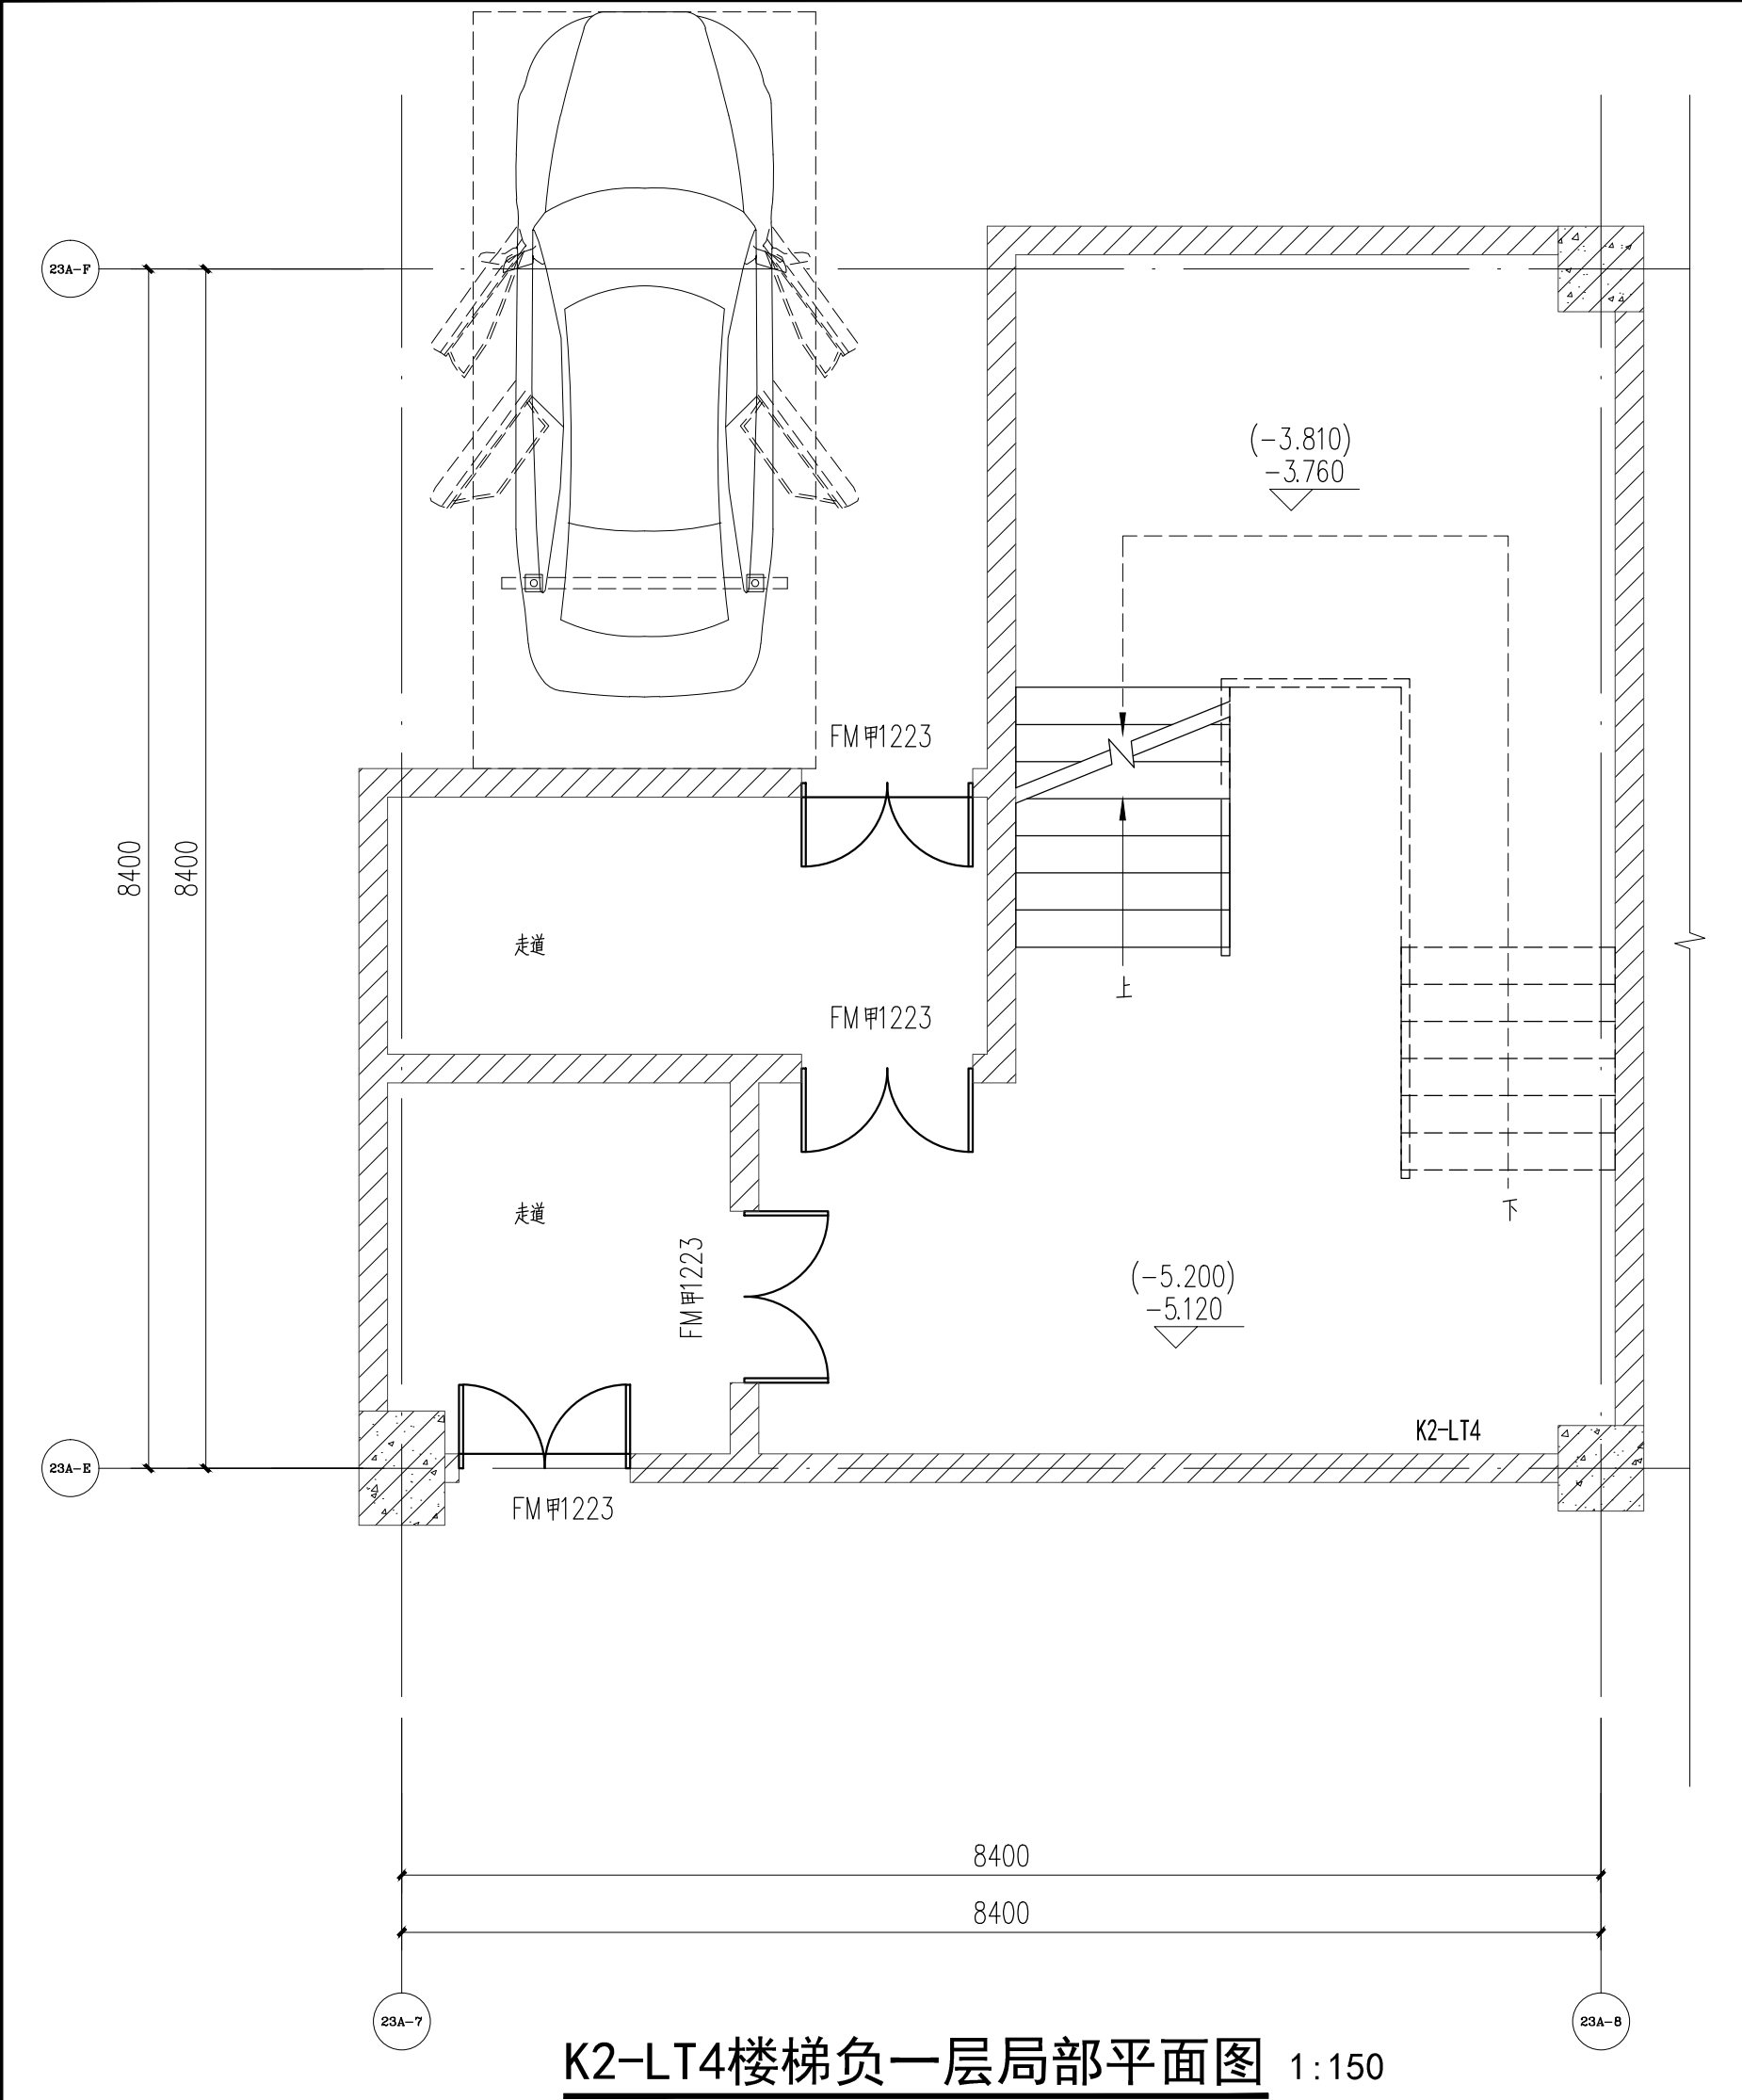 23A-F
(-3.810)
-3.760
FM甲1223
8400
8400
走道
上
FM甲1223
走道
下
FM甲1223
(-5.200)
-5.120
K2-LT4
23A-E
FM甲1223
8400
8400
23A-7
23A-8
K2-LT4楼梯负一层局部平面图 1:150